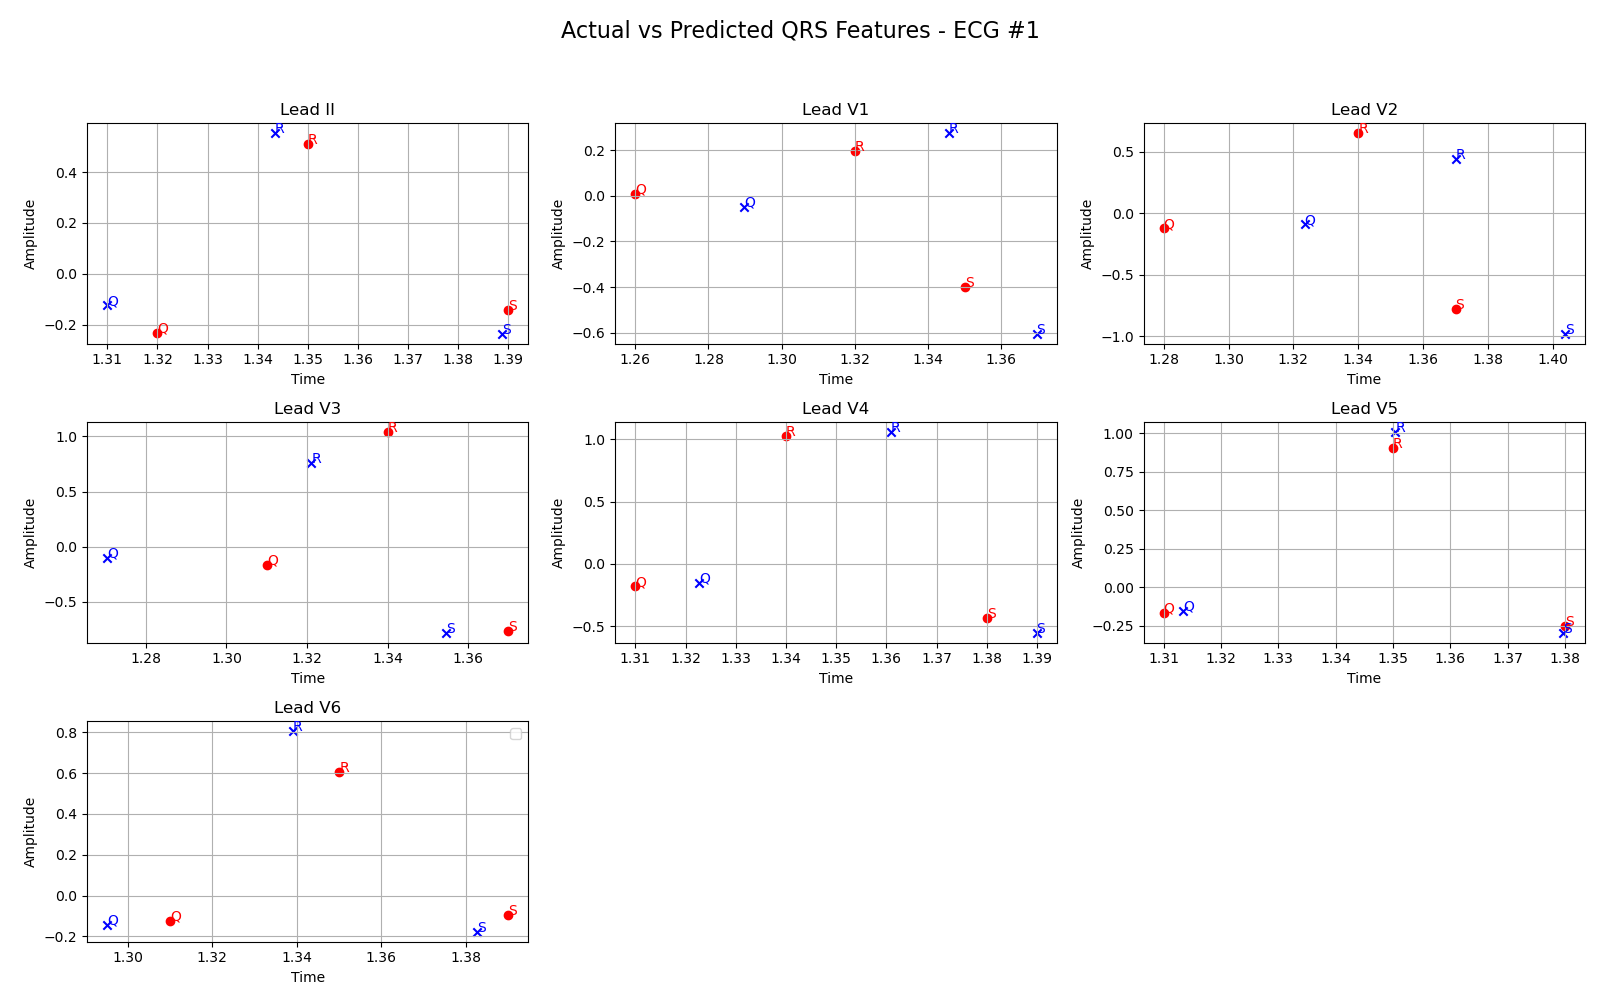 Actual vs Predicted QRS Features - ECG #1
Lead II
Amplitude
0.4
0.2
0.0
−0.2
R
R
Q
Q
S
S
1.31 1.32 1.33 1.34 1.35 1.36 1.37 1.38 1.39
Time
Lead V1
Amplitude
0.2
0.0
−0.2
−0.4
−0.6
R
R
Q
Q
S
S
1.26 1.28 1.30 1.32 1.34 1.36
Time
Lead V2
Amplitude
0.5
0.0
−0.5
−1.0
R
R
Q
Q
S
S
1.28 1.30 1.32 1.34 1.36 1.38 1.40
Time
Lead V3
Amplitude
1.0
0.5
0.0
−0.5
R
R
Q
Q
S
S
1.28 1.30 1.32 1.34 1.36
Time
Lead V4
Amplitude
1.0
0.5
0.0
−0.5
R
R
Q
Q
S
S
1.31 1.32 1.33 1.34 1.35 1.36 1.37 1.38 1.39
Time
Lead V5
Amplitude
1.00
0.75
0.50
0.25
0.00
−0.25
R
R
Q
Q
S
S
1.31 1.32 1.33 1.34 1.35 1.36 1.37 1.38
Time
Lead V6
Amplitude
0.8
0.6
0.4
0.2
0.0
−0.2
R
R
Q
Q
S
S
1.30 1.32 1.34 1.36 1.38
Time